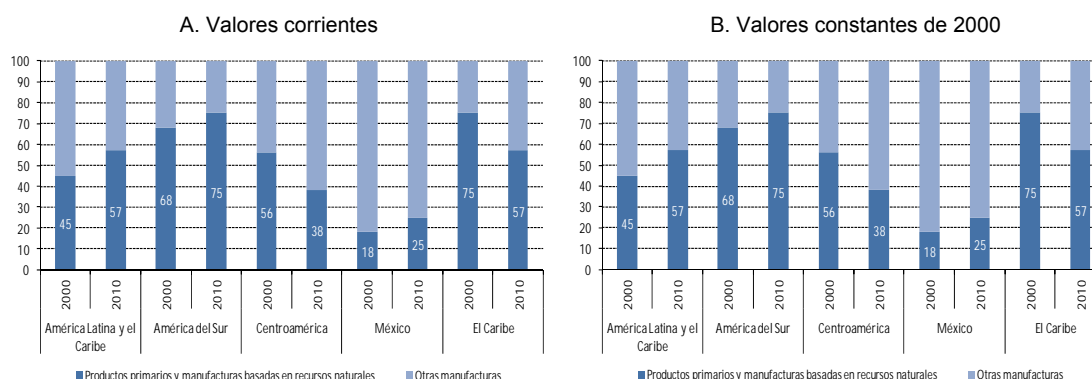 A. Valores corrientes
100
90
80
70
60
50
40
30
20
10
0
45 57 68 75 56 38 18 25 75 57
2000 2010 2000 2010 2000 2010 2000 2010 2000 2010
América Latina y el Caribe América del Sur Centroamérica México El Caribe
Productos primarios y manufacturas basadas en recursos naturales Otras manufacturas
B. Valores constantes de 2000
100
90
80
70
60
50
40
30
20
10
0
45 57 68 75 56 38 18 25 75 57
2000 2010 2000 2010 2000 2010 2000 2010 2000 2010
América Latina y el Caribe América del Sur Centroamérica México El Caribe
Productos primarios y manufacturas basadas en recursos naturales Otras manufacturas